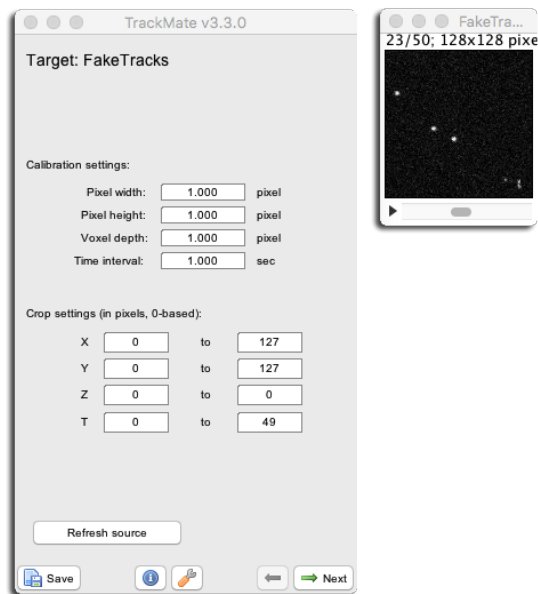 TrackMate v3.3.0
Target: FakeTracks
Calibration settings:
Pixel width: 1.000 pixel
Pixel height: 1.000 pixel
Voxel depth: 1.000 pixel
Time interval: 1.000 sec
Crop settings (in pixels, 0-based):
X 0 to 127
Y 0 to 127
Z 0 to 0
T 0 to 49
Refresh source
Save Next
FakeTra...
23/50; 128x128 pixe